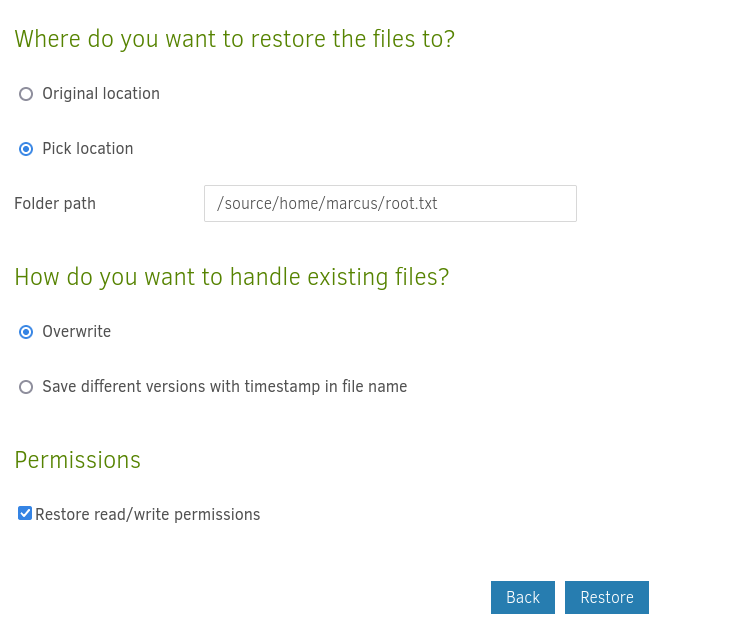 Where do you want to restore the files to?
Original location
Pick location
Folder path /source/home/marcus/root.txt
How do you want to handle existing files?
Overwrite
Save different versions with timestamp in file name
Permissions
Restore read/write permissions
Back Restore